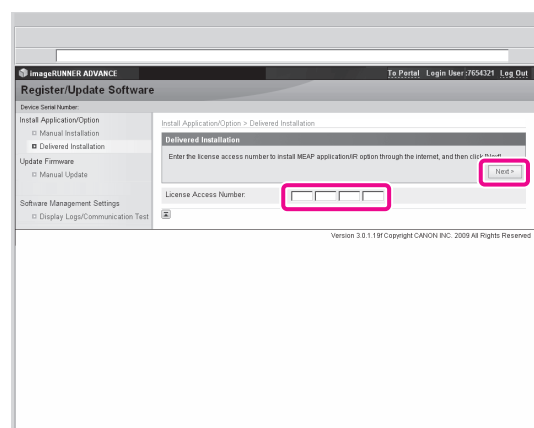 imageRUNNER ADVANCE
To Portal Login User :7654321 Log Out
Register/Update Software
Device Serial Number:
Install Application/Option
Manual Installation
Delivered Installation
Update Firmware
Manual Update
Software Management Settings
Display Logs/Communication Test
Install Application/Option > Delivered Installation
Delivered Installation
Enter the license access number to install MEAP application/iR option through the internet, and then click
Next >
License Access Number:
Version 3.0.1.19f Copyright CANON INC. 2009 All Rights Reserved